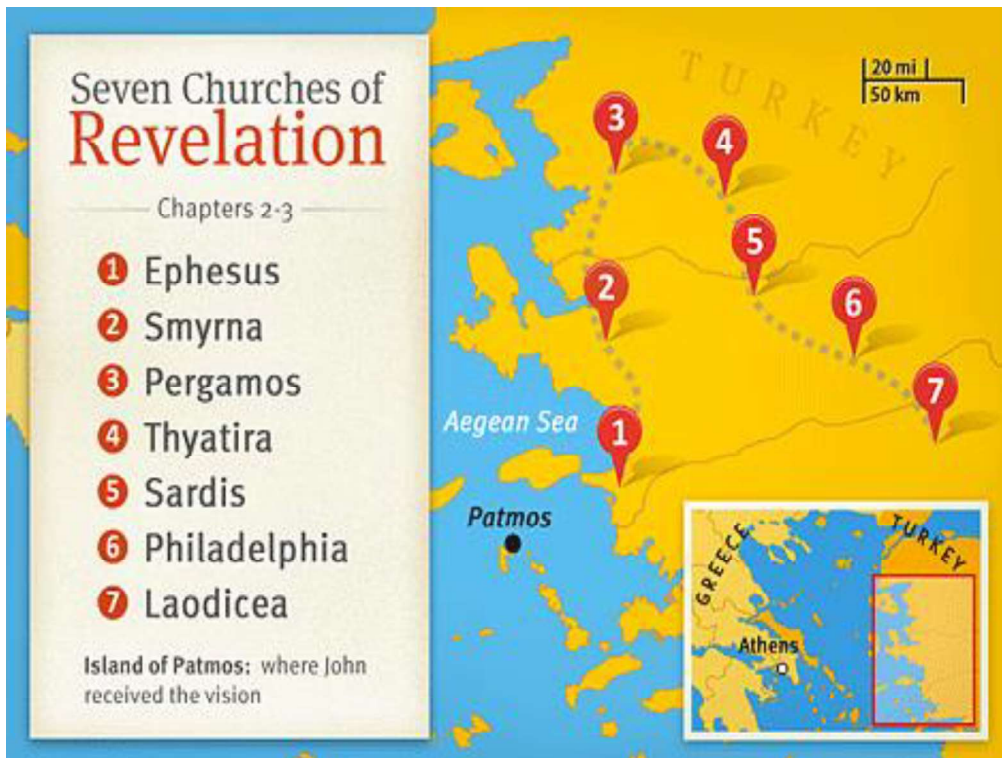 Seven Churches of
Revelation
Chapters 2-3
1 Ephesus
2 Smyrna
3 Pergamos
4 Thyatira
5 Sardis
6 Philadelphia
7 Laodicea
Island of Patmos: where John
received the vision
TURKEY
20 mi
50 km
3
4
5
2
6
7
1
Aegean Sea
Patmos
GREECE
TURKEY
Athens